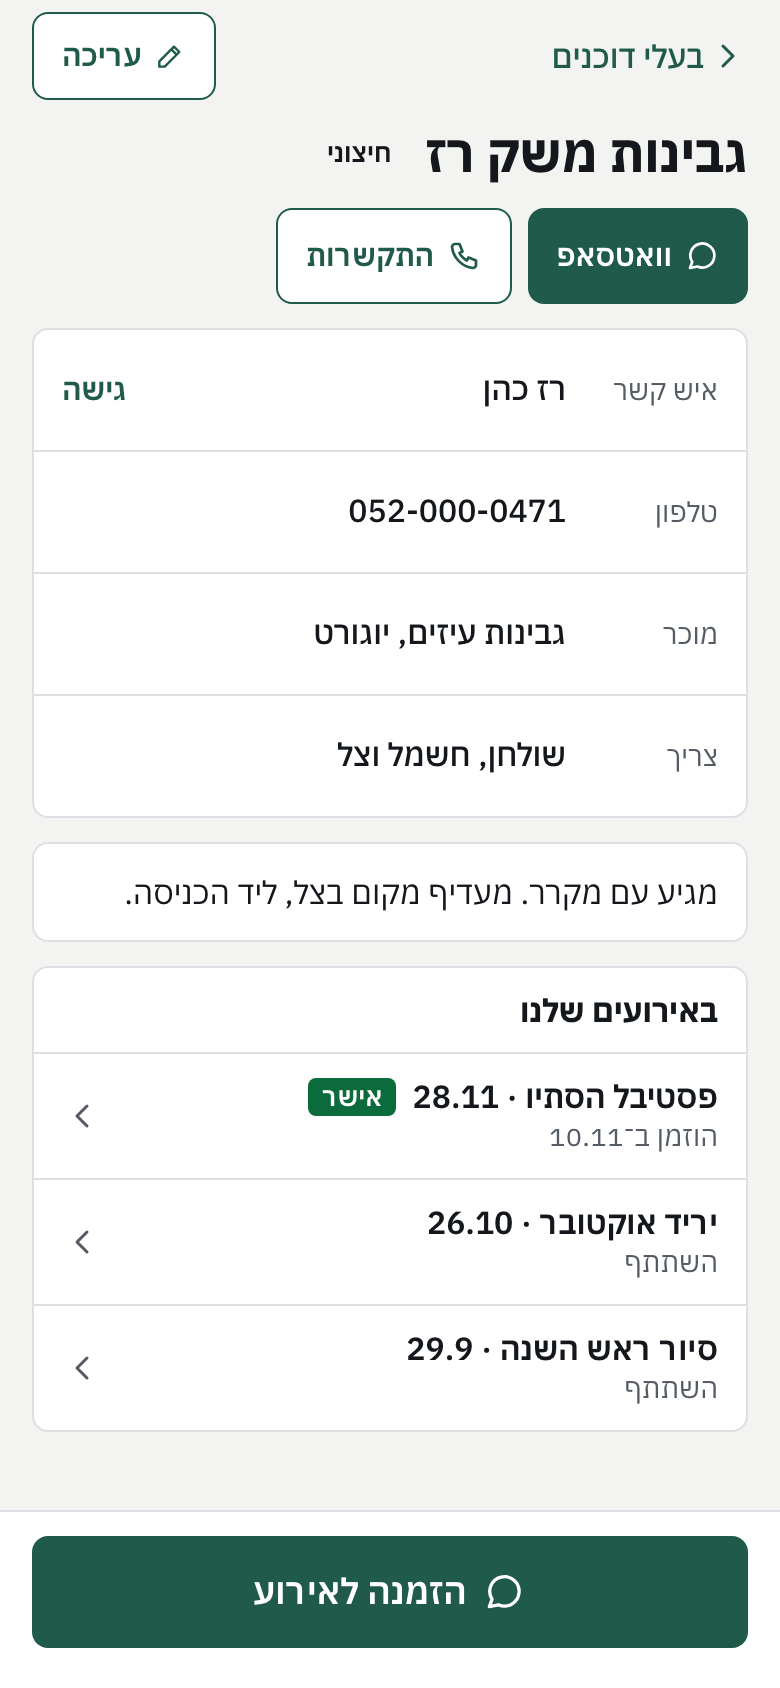 בעלי דוכנים
עריכה
גבינות משק רז חיצוני
וואטסאפ
התקשרות
איש קשר רז כהן גישה
טלפון 052-000-0471
מוכר גבינות עיזים, יוגורט
צריך שולחן, חשמל וצל
מגיע עם מקרר. מעדיף מקום בצל, ליד הכניסה.
באירועים שלנו
פסטיבל הסתיו · 28.11 אישר
הוזמן ב־10.11
יריד אוקטובר · 26.10
השתתף
סיור ראש השנה · 29.9
השתתף
הזמנה לאירוע